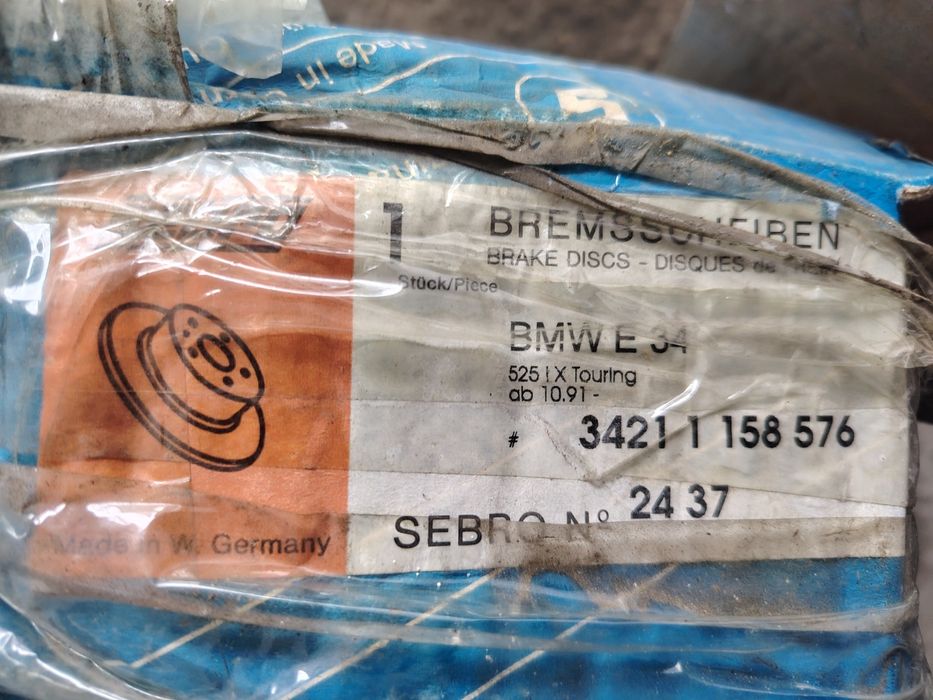 Made in
1
BREMSSCHEIBEN
BRAKE DISCS - DISQUES de
Stück/Piece
BMW E 34
525 i X Touring
ab 10.91 -
# 3421 1 158 576
SEBRO Nº 24 37
Made in W. Germany